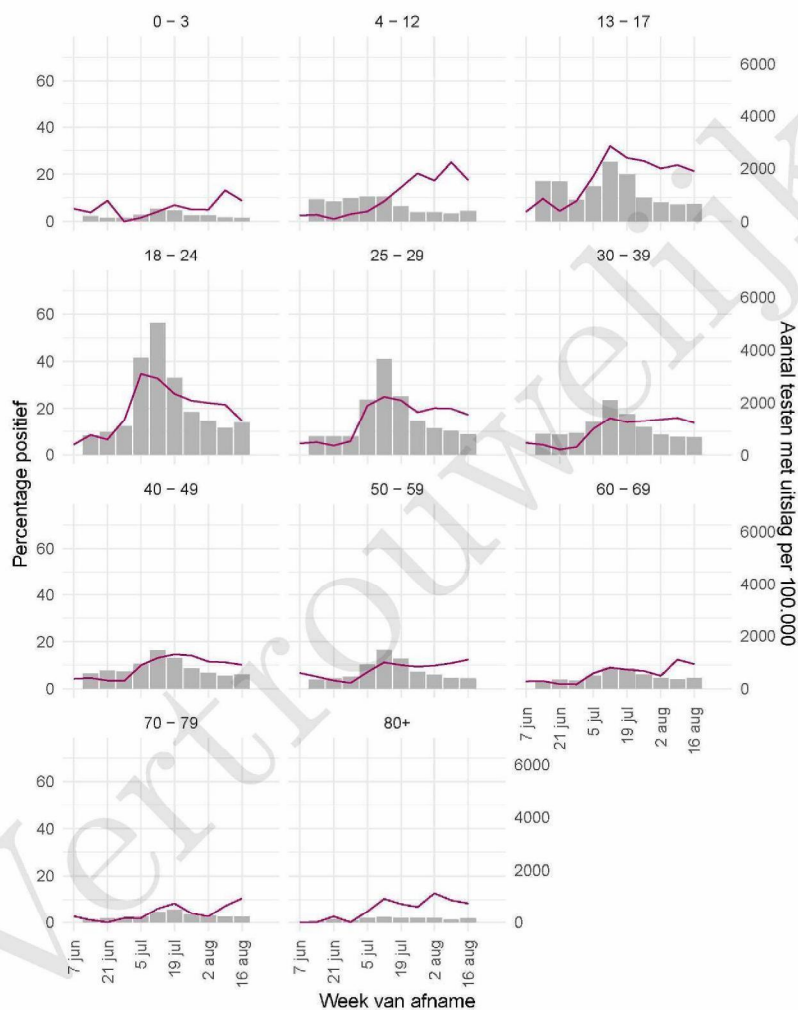 0 – 3
4 – 12
13 – 17
60
40
20
0
6000
4000
2000
0
18 – 24
25 – 29
30 – 39
60
40
20
0
6000
4000
2000
0
40 – 49
50 – 59
60 – 69
60
40
20
0
6000
4000
2000
0
70 – 79
80+
60
40
20
0
6000
4000
2000
0
7 jun
21 jun
5 jul
19 jul
2 aug
16 aug
7 jun
21 jun
5 jul
19 jul
2 aug
16 aug
7 jun
21 jun
5 jul
19 jul
2 aug
16 aug
Percentage positief
Aantal testen met uitslag per 100.000
Week van afname
Vertrouwelijk